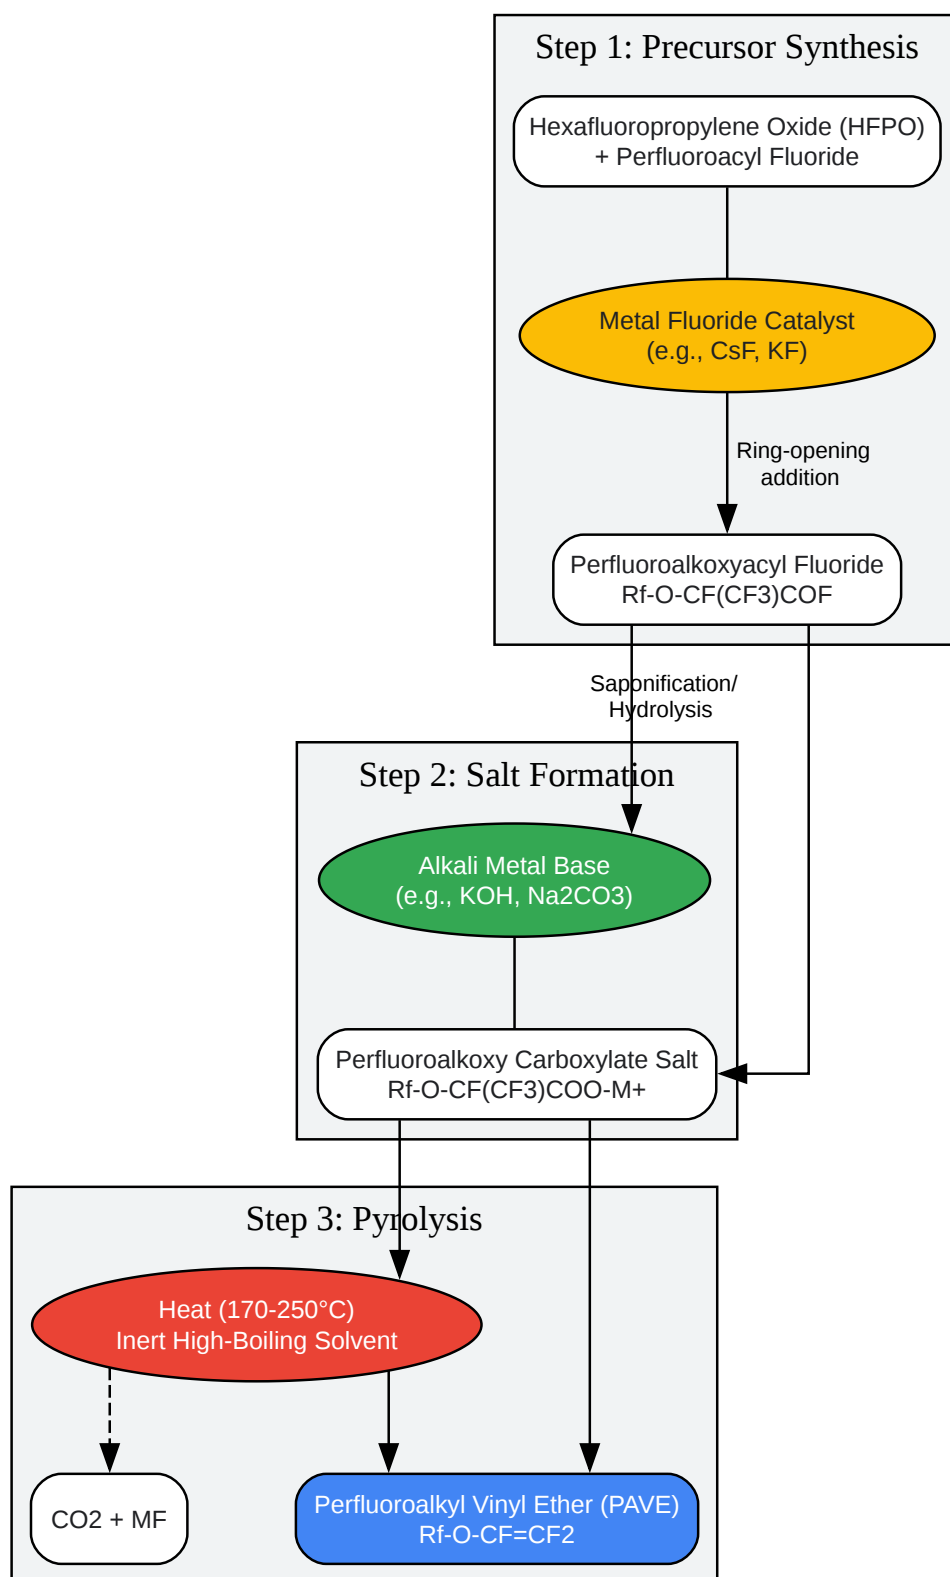 Step 1: Precursor Synthesis
Hexafluoropropylene Oxide (HFPO)
+ Perfluoroacyl Fluoride
Metal Fluoride Catalyst
(e.g., CsF, KF)
Ring-opening
addition
Perfluoroalkoxyacyl Fluoride
Rf-O-CF(CF3)COF
Saponification/
Hydrolysis
Step 2: Salt Formation
Alkali Metal Base
(e.g., KOH, Na2CO3)
Perfluoroalkoxy Carboxylate Salt
Rf-O-CF(CF3)COO-M+
Step 3: Pyrolysis
Heat (170-250°C)
Inert High-Boiling Solvent
CO2 + MF
Perfluoroalkyl Vinyl Ether (PAVE)
Rf-O-CF=CF2